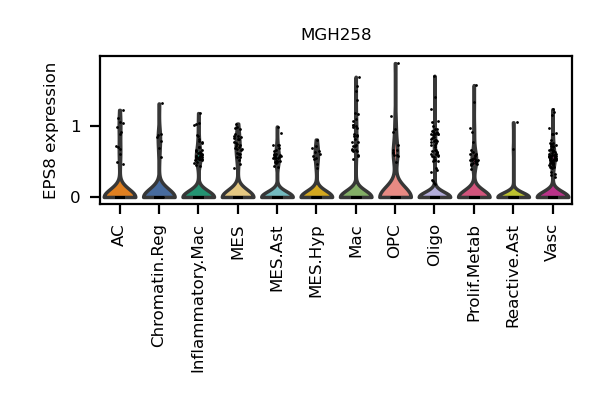 MGH258
EPS8 expression
1
0
AC
Chromatin.Reg
Inflammatory.Mac
MES
MES.Ast
MES.Hyp
Mac
OPC
Oligo
Prolif.Metab
Reactive.Ast
Vasc